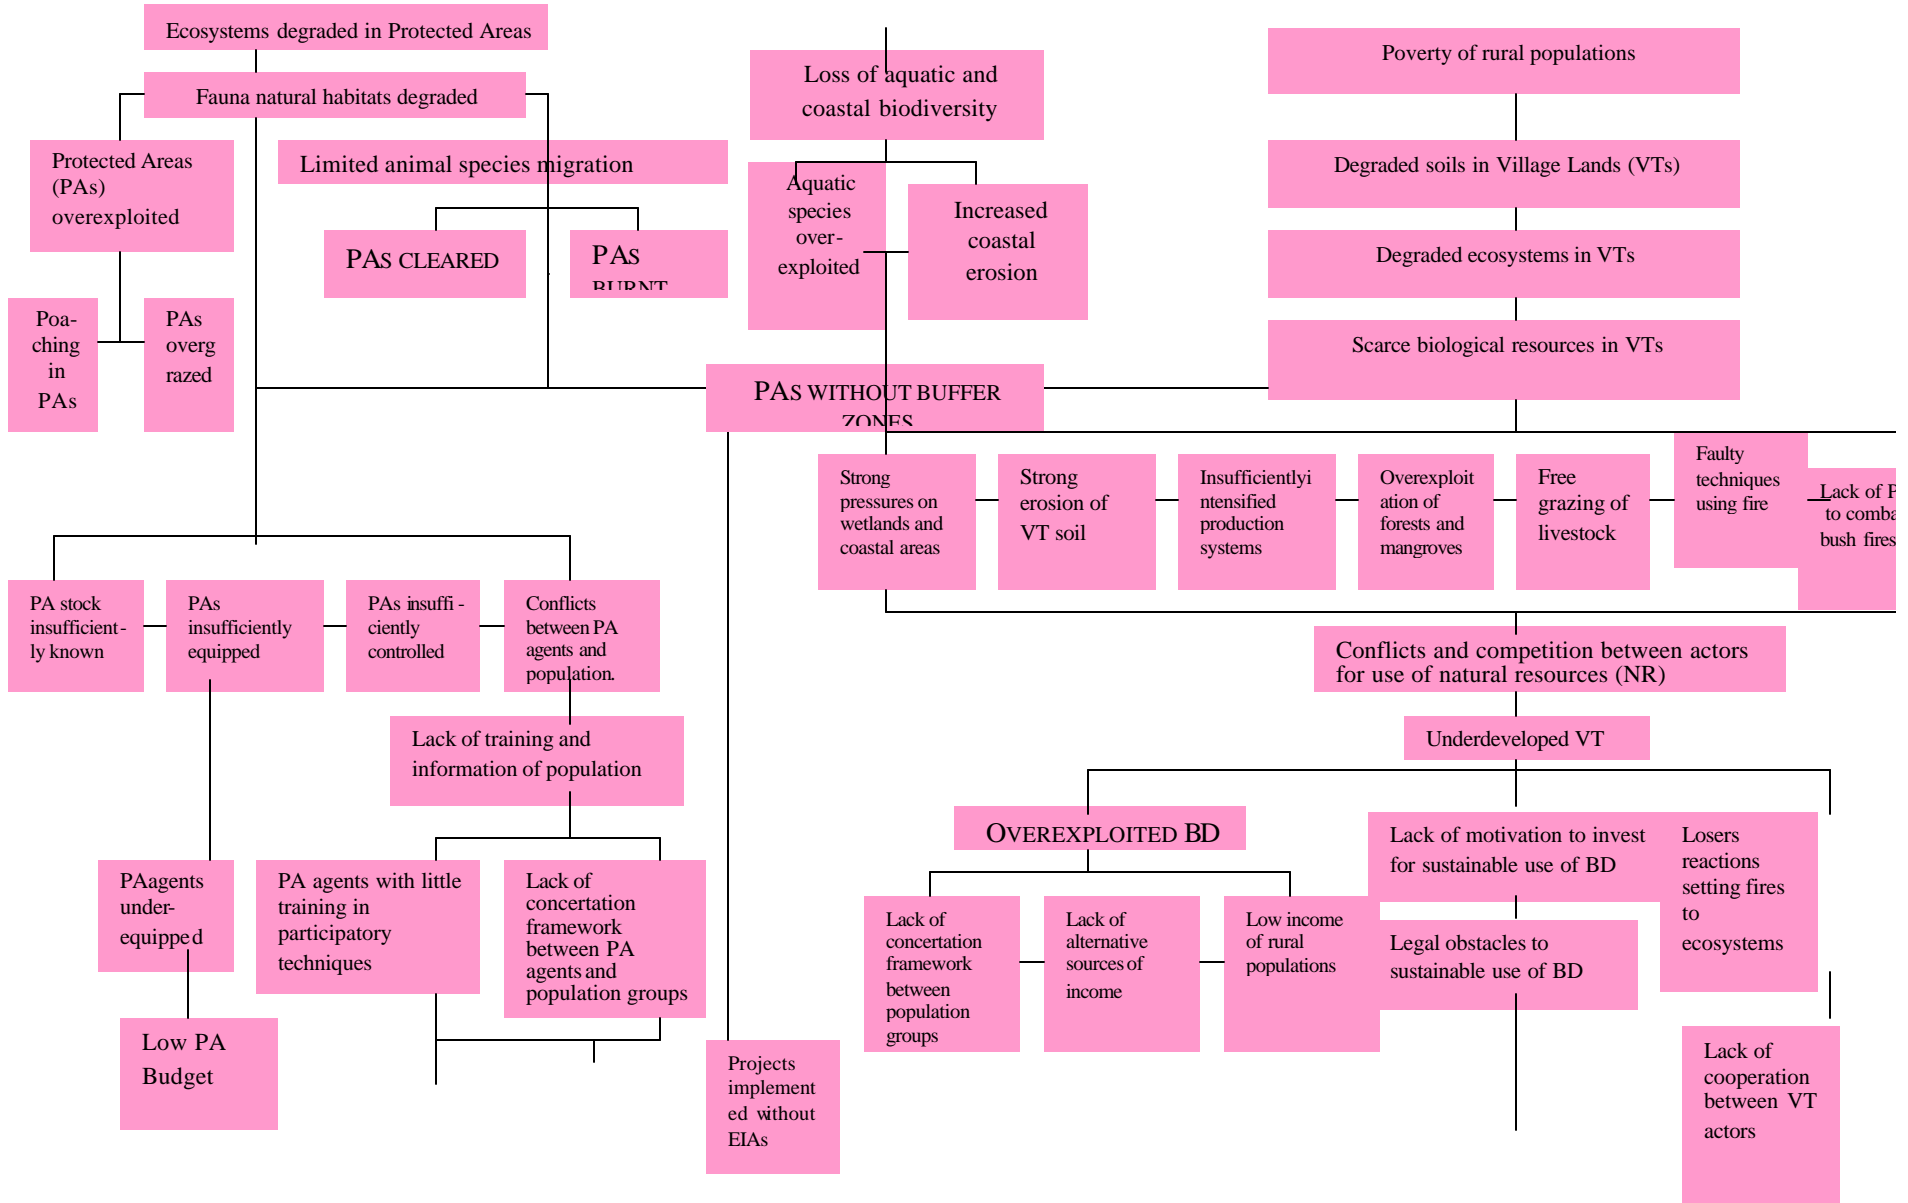 Ecosystems degraded in Protected Areas
Fauna natural habitats degraded
Protected Areas
(PAs)
overexploited
Limited animal species migration
PAS CLEARED
PAS
BURNT
Poa-
ching
in
PAs
PAs
overg
razed
Loss of aquatic and
coastal biodiversity
Aquatic
species
over-
exploited
Increased
coastal
erosion
Poverty of rural populations
Degraded soils in Village Lands (VTs)
Degraded ecosystems in VTs
Scarce biological resources in VTs
PAS WITHOUT BUFFER
ZONES
Strong
pressures on
wetlands and
coastal areas
Strong
erosion of
VT soil
Insufficientlyi
ntensified
production
systems
Overexploit
ation of
forests and
mangroves
Free
grazing of
livestock
Faulty
techniques
using fire
Lack of P
to comba
bush fires
PA stock
insufficient-
ly known
PAs
insufficiently
equipped
PAs insuffi-
ciently
controlled
Conflicts
between PA
agents and
population.
Lack of training and
information of population
PAagents
under-
equipped
Low PA
Budget
PA agents with little
training in
participatory
techniques
Lack of
concertation
framework
between PA
agents and
population groups
Projects
implement
ed without
EIAs
Conflicts and competition between actors
for use of natural resources (NR)
Underdeveloped VT
OVEREXPLOITED BD
Lack of
concertation
framework
between
population
groups
Lack of
alternative
sources of
income
Low income
of rural
populations
Lack of motivation to invest
for sustainable use of BD
Legal obstacles to
sustainable use of BD
Losers
reactions
setting fires
to
ecosystems
Lack of
cooperation
between VT
actors